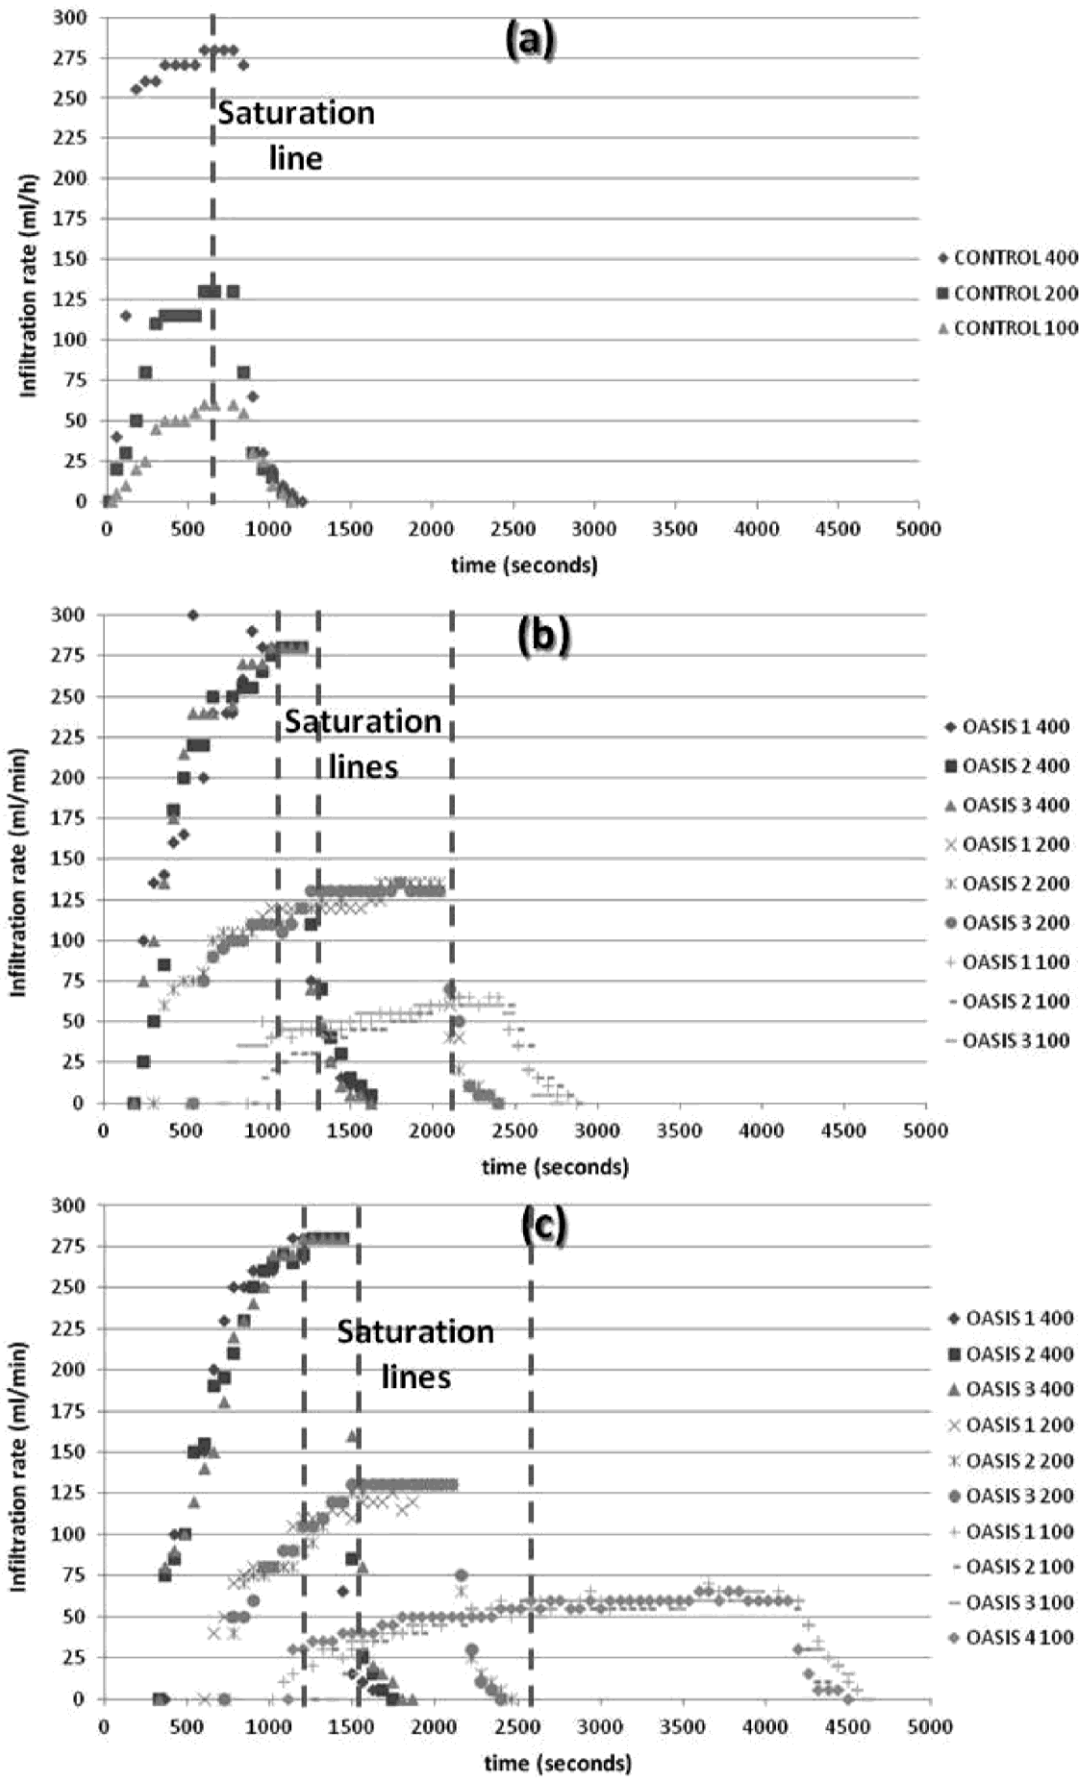 (a)
300
275
250
225
200
175
150
125
100
75
50
25
0
Infiltration rate (ml/h)
Saturation
line
CONTROL 400
CONTROL 200
CONTROL 100
0 500 1000 1500 2000 2500 3000 3500 4000 4500 5000
time (seconds)
(b)
300
275
250
225
200
175
150
125
100
75
50
25
0
Infiltration rate (ml/min)
Saturation
lines
OASIS 1 400
OASIS 2 400
OASIS 3 400
OASIS 1 200
OASIS 2 200
OASIS 3 200
OASIS 1 100
OASIS 2 100
OASIS 3 100
0 500 1000 1500 2000 2500 3000 3500 4000 4500 5000
time (seconds)
(c)
300
275
250
225
200
175
150
125
100
75
50
25
0
Infiltration rate (ml/min)
Saturation
lines
OASIS 1 400
OASIS 2 400
OASIS 3 400
OASIS 1 200
OASIS 2 200
OASIS 3 200
OASIS 1 100
OASIS 2 100
OASIS 3 100
OASIS 4 100
0 500 1000 1500 2000 2500 3000 3500 4000 4500 5000
time (seconds)